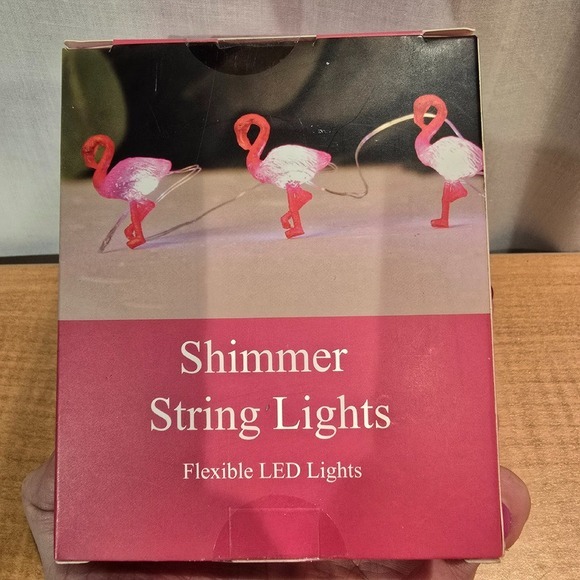 Shimmer
String Lights
Flexible LED Lights